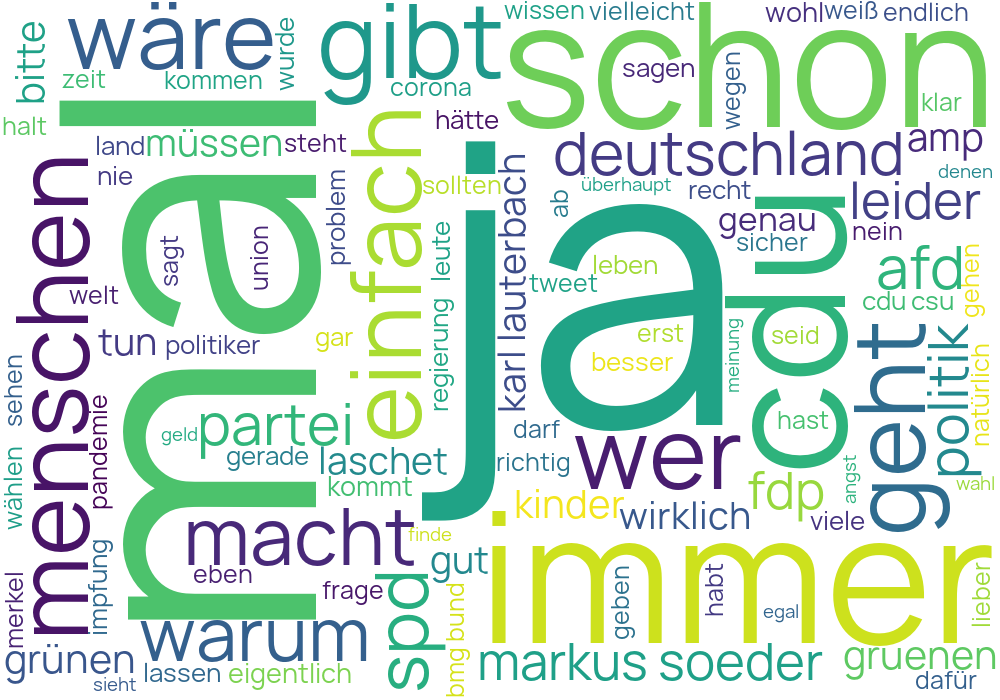 wissen
vielleicht
wohl
weiß
endlich
bitte
wäre
wurde
gibt
schon
zeit
kommen
corona
sagen
wegen
klar
halt
hätte
land
müssen
steht
einfach
deutschland
amp
nie
menschen
mal
ja
problem
sollten
karl lauterbach
ab
überhaupt
recht
denen
leider
genau
sicher
nein
cdu
sagt
union
leute
leben
tweet
afd
gehen
welt
cdu csu
tun
politiker
gar
regierung
erst
besser
meinung
seid
geht
politik
natürlich
sehen
pandemie
geld
partei
gerade
laschet
kommt
darf
richtig
wer
hast
angst
wählen
fdp
wahl
kinder
wirklich
viele
macht
finde
immer
impfung
eben
gut
merkel
frage
spd
bmg bund
geben
habt
egal
lieber
warum
grünen
sieht
lassen
eigentlich
markus soeder
gruenen
dafür